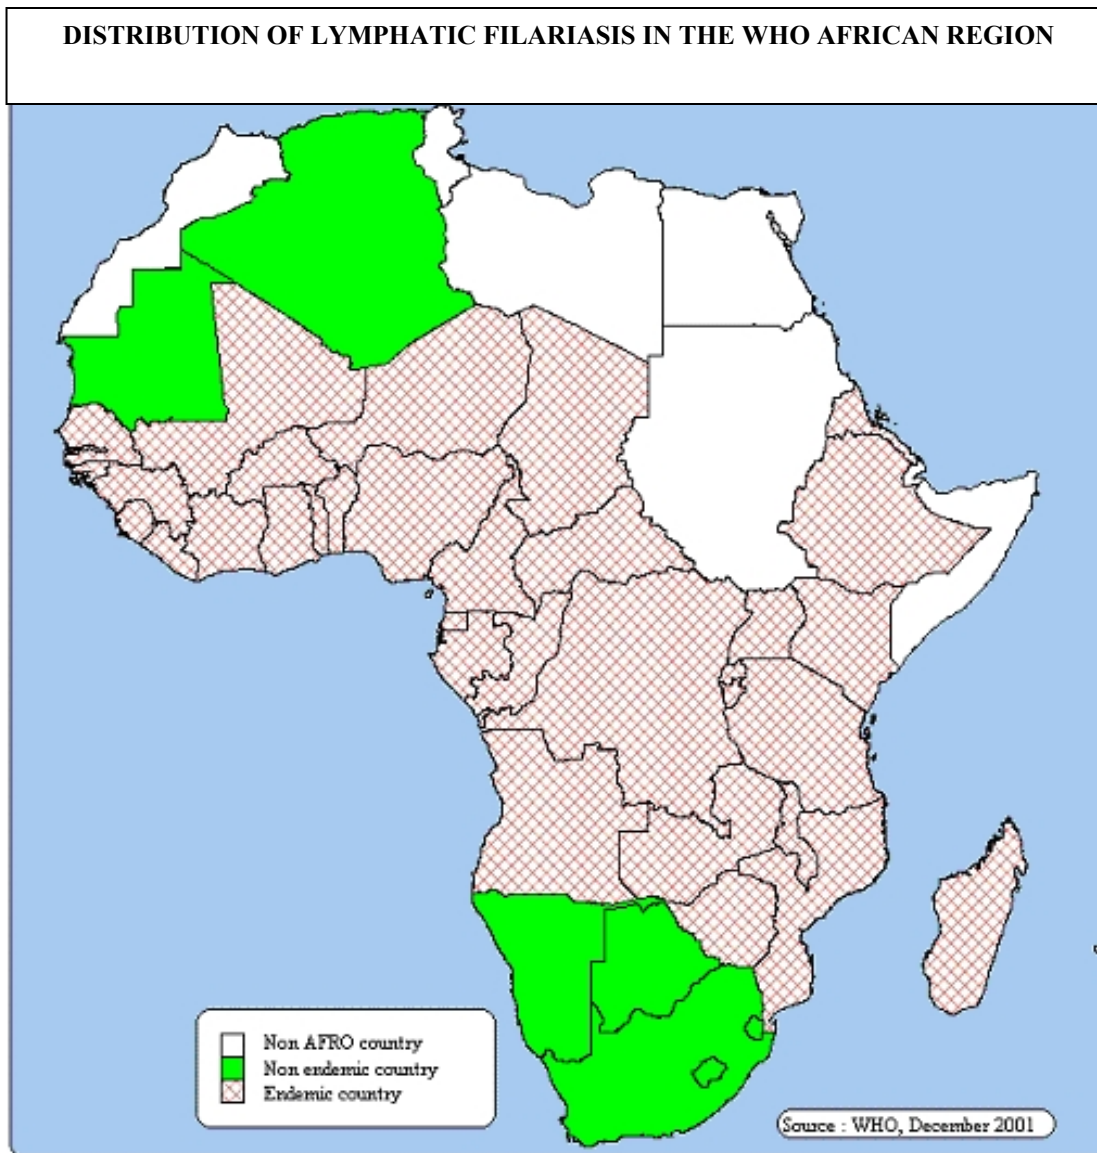 DISTRIBUTION OF LYMPHATIC FILARIASIS IN THE WHO AFRICAN REGION
Non AFRO country
Non endemic country
Endemic country
Source : WHO, December 2001